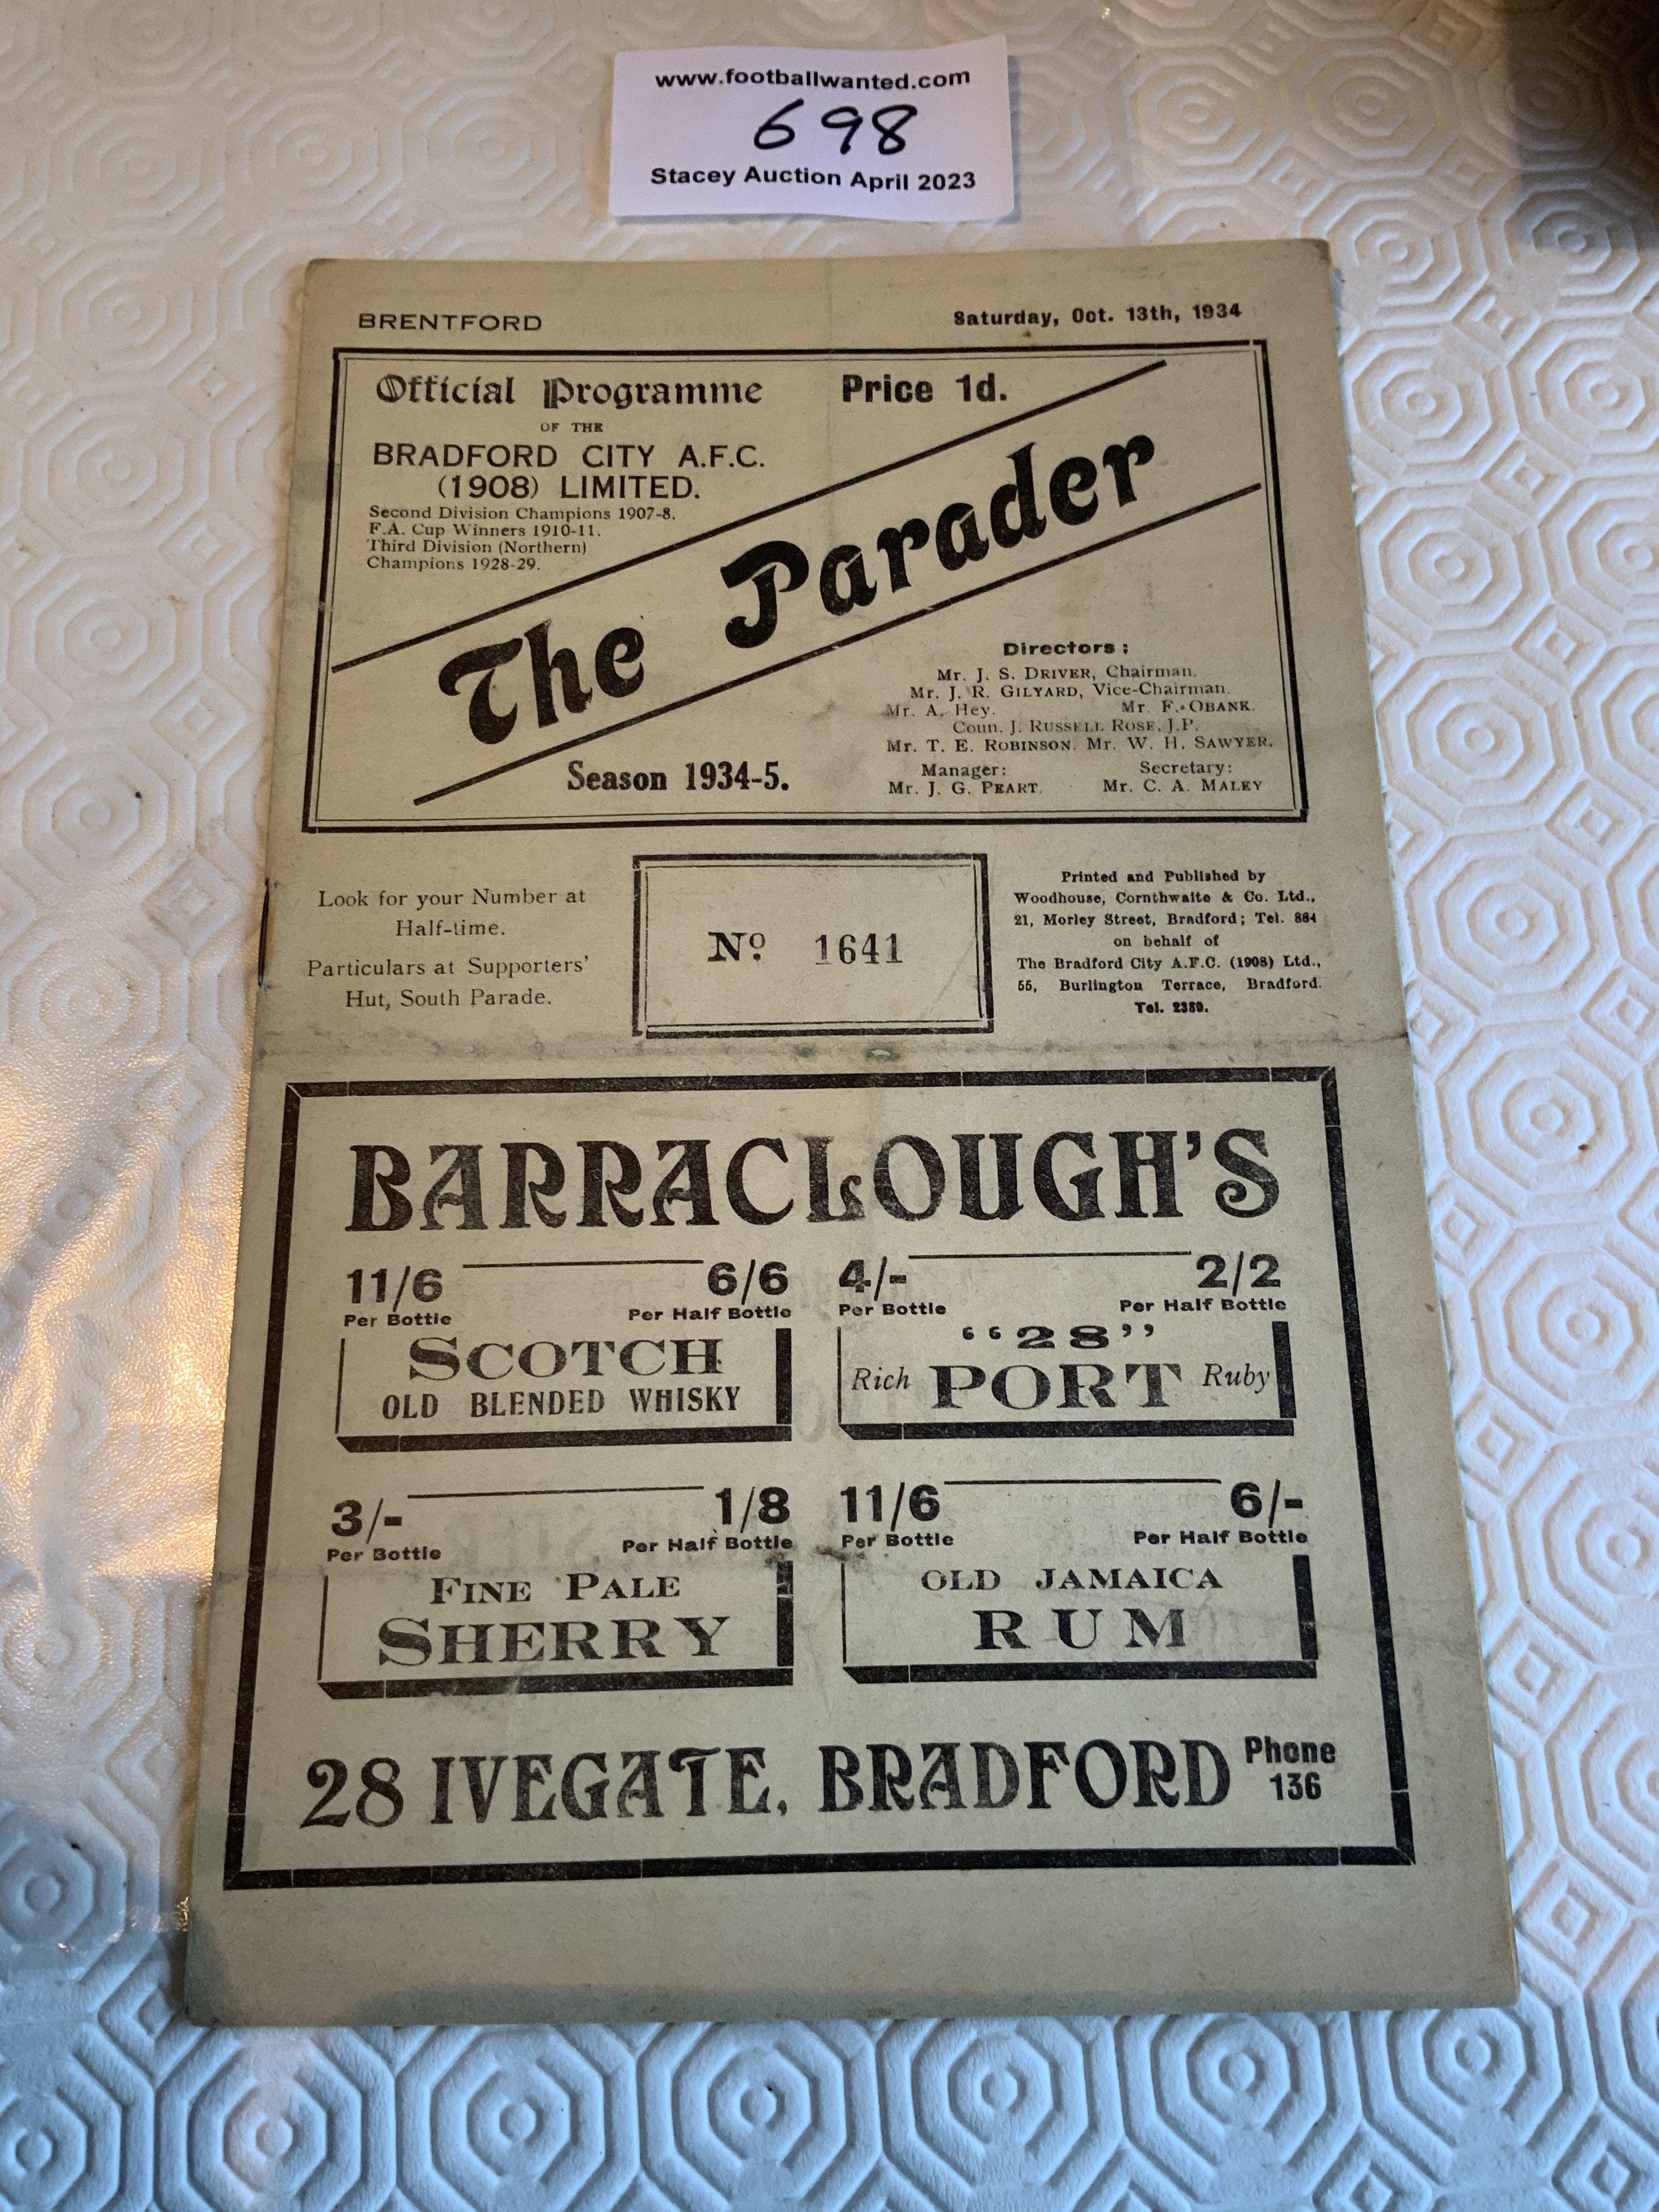 www.footballwanted.com
698
Stacey Auction April 2023
BRENTFORD
Saturday, Oct. 13th, 1934
Official Programme
Price 1d.
OF THE
BRADFORD CITY A.F.C.
(1908) LIMITED.
Second Division Champions 1907-8.
F.A. Cup Winners 1910-11.
Third Division (Northern)
Champions 1928-29.
The Parader
Season 1934-5.
Directors:
Mr. J. S. DRIVER, Chairman.
Mr. J. R. GILYARD, Vice-Chairman.
Mr. A. Hey. Mr. F. OBANK.
Coun. J. RUSSELL ROSE, J.P.
Mr. T. E. ROBINSON. Mr. W. H. SAWYER.
Manager: Secretary:
Mr. J. G. PEART. Mr. C. A. MALEY
Look for your Number at
Half-time.
Particulars at Supporters'
Hut, South Parade.
No. 1641
Printed and Published by
Woodhouse, Cornthwaite & Co. Ltd.,
21, Morley Street, Bradford; Tel. 884
on behalf of
The Bradford City A.F.C. (1908) Ltd.,
55, Burlington Terrace, Bradford.
Tel. 2389.
BARRACLOUGH'S
11/6 6/6
Per Bottle Per Half Bottle
SCOTCH
OLD BLENDED WHISKY
4/- 2/2
Per Bottle Per Half Bottle
"28"
Rich PORT Ruby
3/- 1/8
Per Bottle Per Half Bottle
FINE PALE
SHERRY
11/6 6/-
Per Bottle Per Half Bottle
OLD JAMAICA
RUM
28 IVEGATE, BRADFORD Phone
136